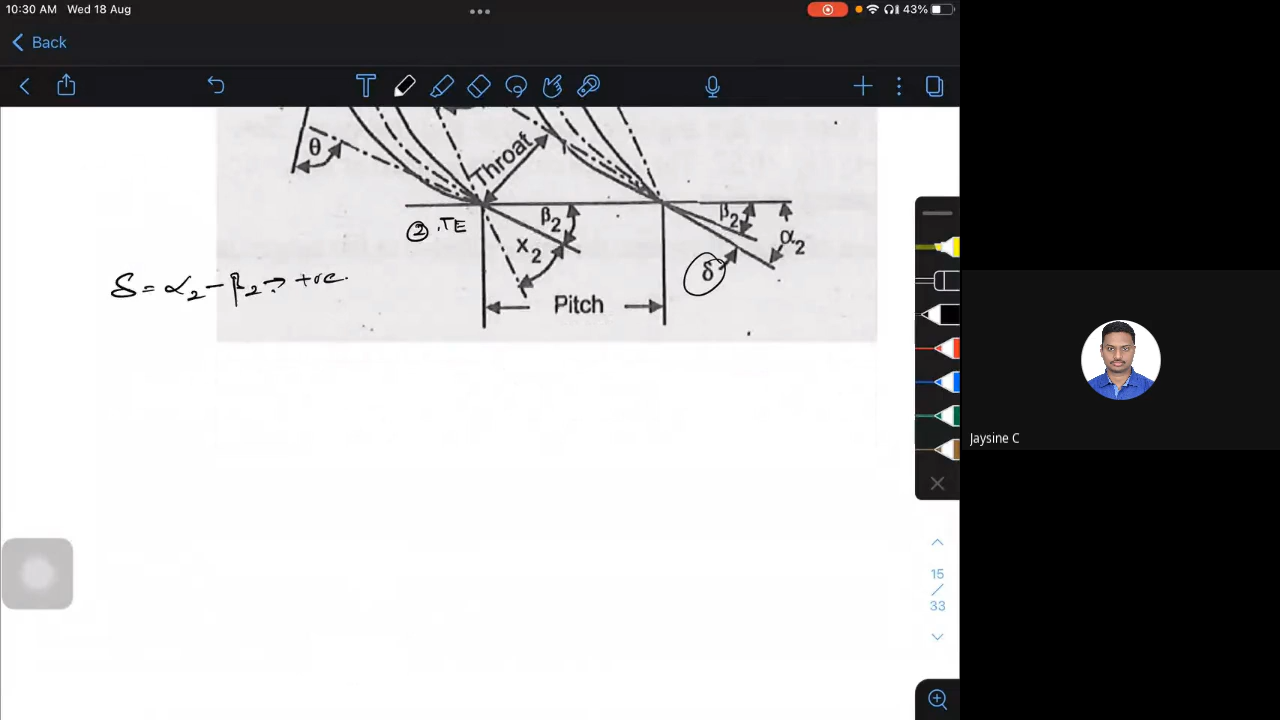 10:30 AM Wed 18 Aug
43%
Back
θ
Throat
② .TE
β₂
β₂
α₂
x₂
δ
δ = α₂ - β₂ ? +ve.
Pitch
Jaysine C
15
/
33